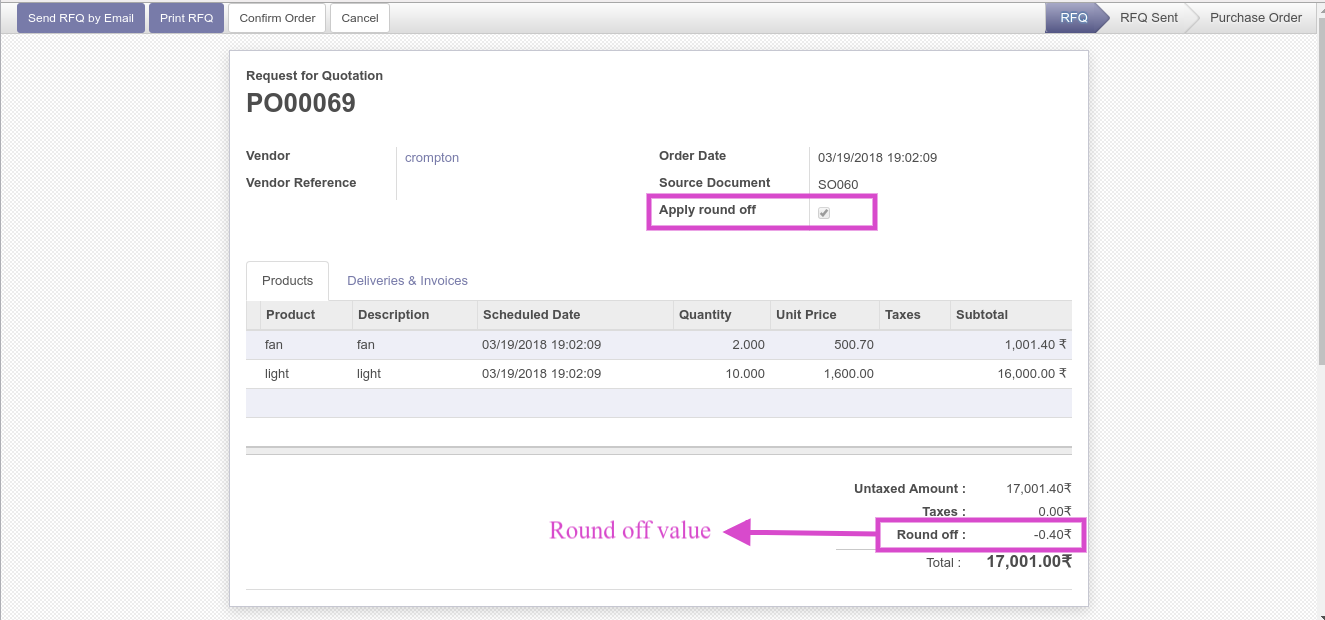 Send RFQ by Email Print RFQ Confirm Order Cancel RFQ RFQ Sent Purchase Order
Request for Quotation
PO00069
Vendor crompton Order Date 03/19/2018 19:02:09
Vendor Reference Source Document SO060
Apply round off
Products Deliveries & Invoices
Product Description Scheduled Date Quantity Unit Price Taxes Subtotal
fan fan 03/19/2018 19:02:09 2.000 500.70 1,001.40 ₹
light light 03/19/2018 19:02:09 10.000 1,600.00 16,000.00 ₹
Untaxed Amount : 17,001.40₹
Taxes : 0.00₹
Round off value Round off : -0.40₹
Total : 17,001.00₹